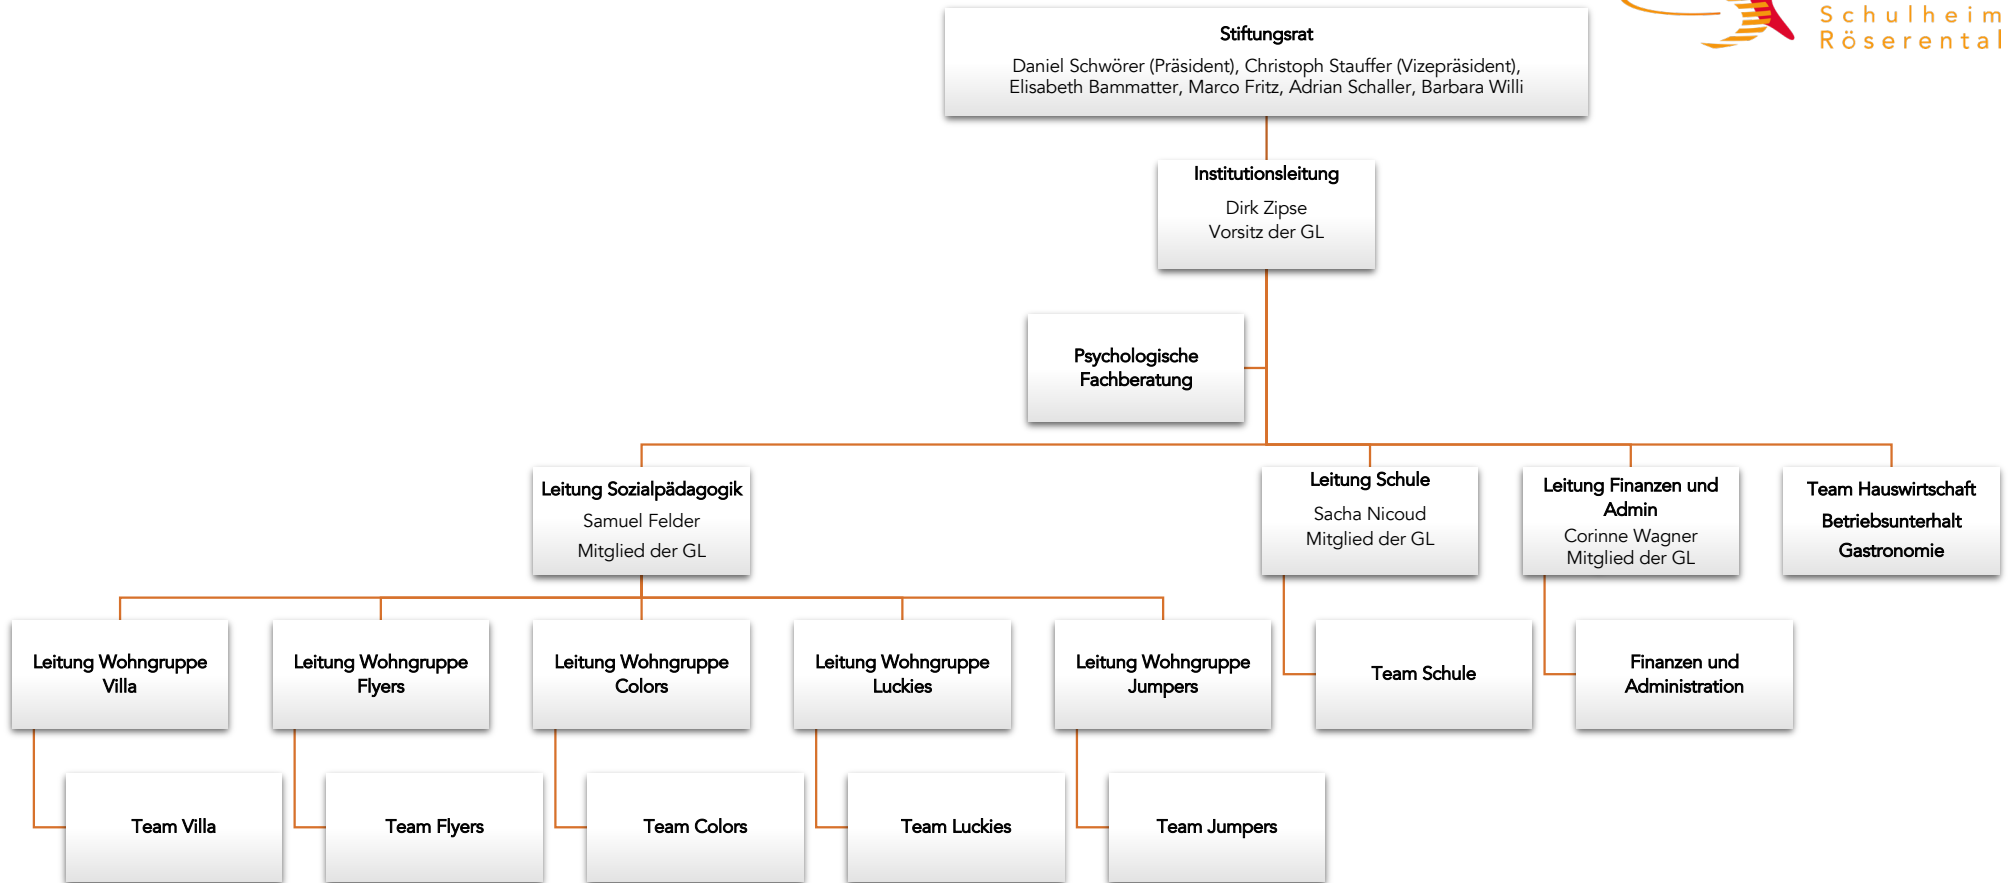 Schulheim
Röserental
Stiftungsrat
Daniel Schwörer (Präsident), Christoph Stauffer (Vizepräsident),
Elisabeth Bammatter, Marco Fritz, Adrian Schaller, Barbara Willi
Institutionsleitung
Dirk Zipse
Vorsitz der GL
Psychologische
Fachberatung
Leitung Sozialpädagogik
Samuel Felder
Mitglied der GL
Leitung Schule
Sacha Nicoud
Mitglied der GL
Leitung Finanzen und
Admin
Corinne Wagner
Mitglied der GL
Team Hauswirtschaft
Betriebsunterhalt
Gastronomie
Leitung Wohngruppe
Villa
Leitung Wohngruppe
Flyers
Leitung Wohngruppe
Colors
Leitung Wohngruppe
Luckies
Leitung Wohngruppe
Jumpers
Team Schule
Finanzen und
Administration
Team Villa
Team Flyers
Team Colors
Team Luckies
Team Jumpers